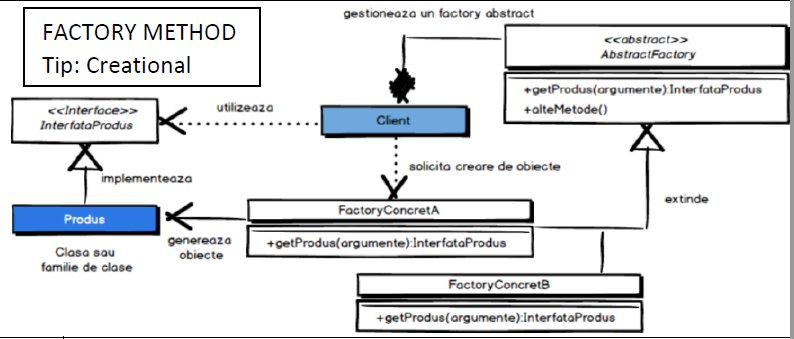 FACTORY METHOD
Tip: Creational
gestioneaza un factory abstract
<<abstract>>
AbstractFactory
+getProdus(argumente):InterfataProdus
+alteMetode()
<<Interface>>
InterfataProdus
utilizeaza
Client
solicita creare de obiecte
implementeaza
extinde
Produs
Clasa sau
familie de clase
genereaza
obiecte
FactoryConcretA
+getProdus(argumente):InterfataProdus
FactoryConcretB
+getProdus(argumente):InterfataProdus